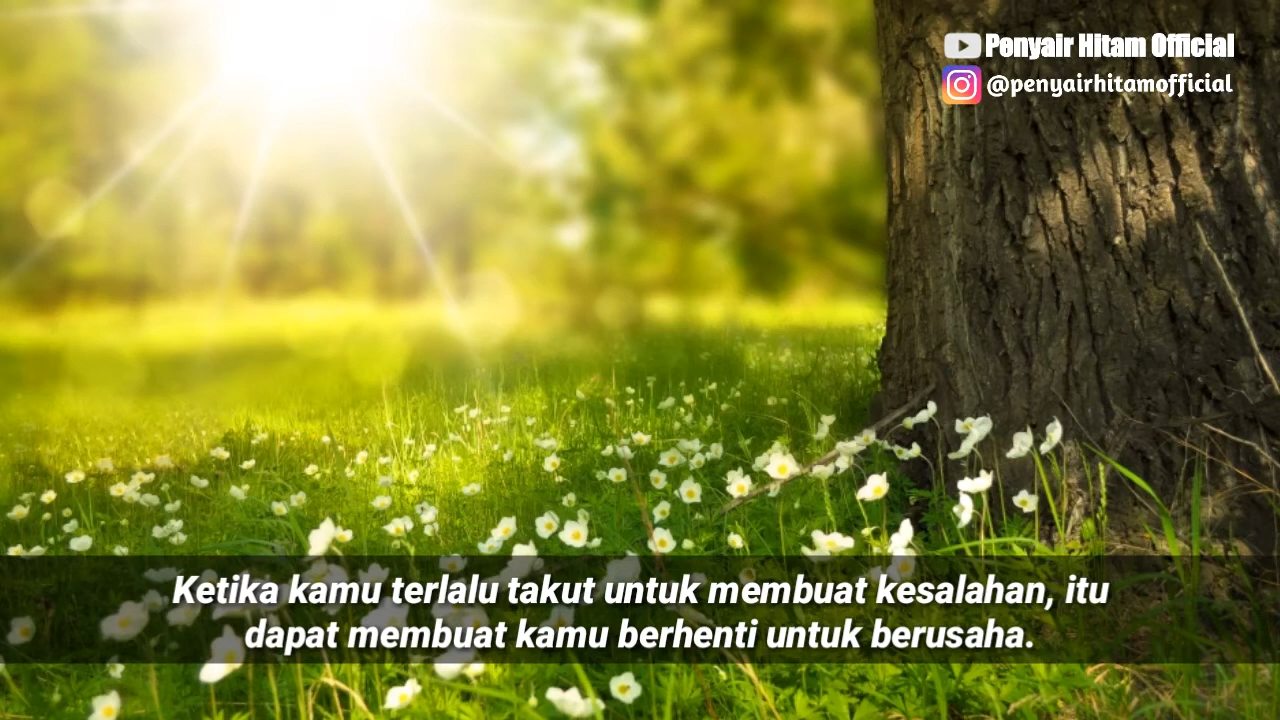 Penyair Hitam Official
@penyairhitamofficial
Ketika kamu terlalu takut untuk membuat kesalahan, itu
dapat membuat kamu berhenti untuk berusaha.